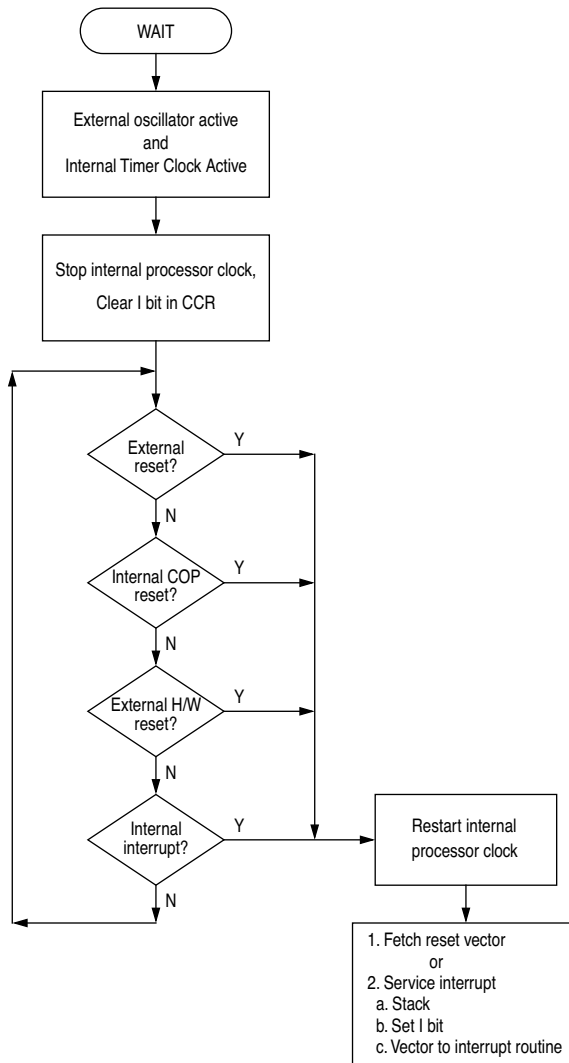 WAIT
External oscillator active
and
Internal Timer Clock Active
Stop internal processor clock,
Clear I bit in CCR
External
reset?
Y
N
Internal COP
reset?
Y
N
External H/W
reset?
Y
N
Internal
interrupt?
Y
N
Restart internal
processor clock
1. Fetch reset vector
or
2. Service interrupt
a. Stack
b. Set I bit
c. Vector to interrupt routine